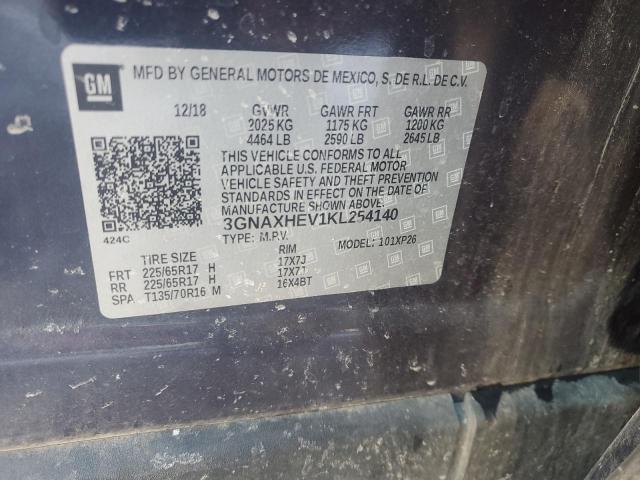 GM
MFD BY GENERAL MOTORS DE MEXICO, S. DE R.L. DE C.V.
12/18 GVWR GAWR FRT GAWR RR
2025 KG 1175 KG 1200 KG
4464 LB 2590 LB 2645 LB
THIS VEHICLE CONFORMS TO ALL
APPLICABLE U.S. FEDERAL MOTOR
VEHICLE SAFETY AND THEFT PREVENTION
STANDARDS IN EFFECT ON THE DATE OF
MANUFACTURE SHOWN ABOVE.
3GNAXHEV1KL254140
424C
TYPE: M.P.V. MODEL: 101XP26
TIRE SIZE RIM
FRT 225/65R17 H 17X7J
RR 225/65R17 H 17X7J
SPA T135/70R16 M 16X4BT